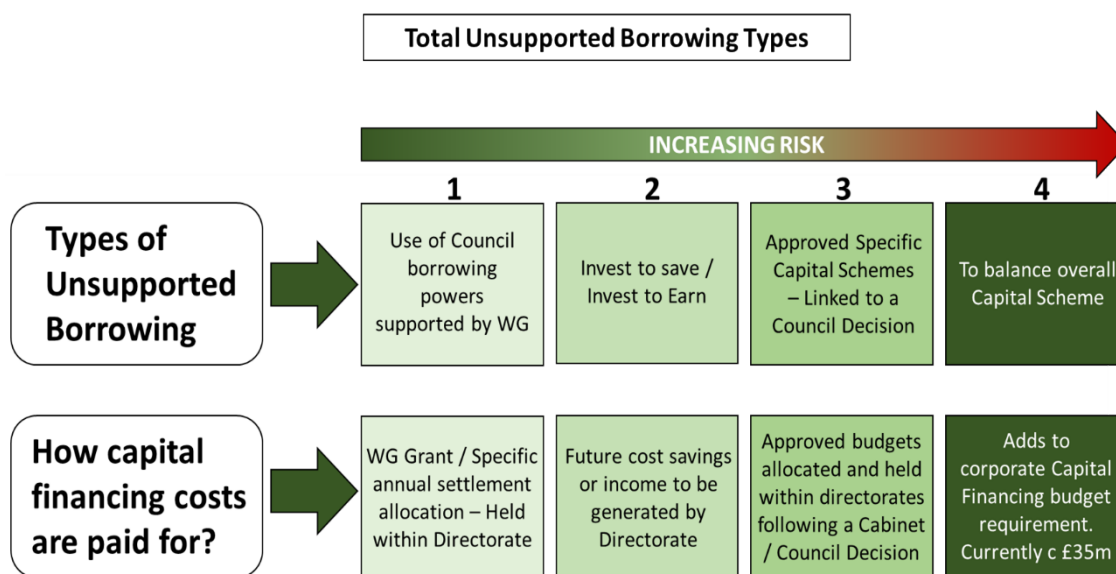 Total Unsupported Borrowing Types
INCREASING RISK
1
2
3
4
Types of
Unsupported
Borrowing
Use of Council
borrowing
powers
supported by WG
Invest to save /
Invest to Earn
Approved Specific
Capital Schemes
– Linked to a
Council Decision
To balance overall
Capital Scheme
How capital
financing costs
are paid for?
WG Grant / Specific
annual settlement
allocation – Held
within Directorate
Future cost savings
or income to be
generated by
Directorate
Approved budgets
allocated and held
within directorates
following a Cabinet
/ Council Decision
Adds to
corporate Capital
Financing budget
requirement.
Currently c £35m